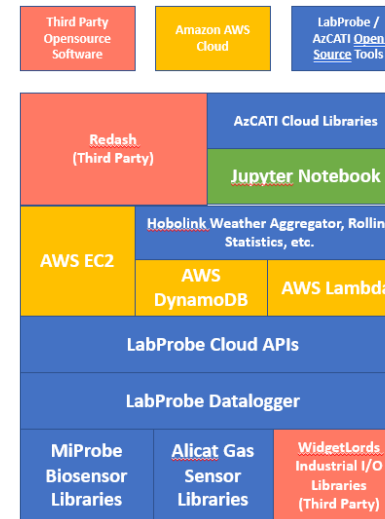 Third Party
Opensource
Software
Amazon AWS
Cloud
LabProbe /
AzCATI Open
Source Tools
Redash
(Third Party)
AzCATI Cloud Libraries
Jupyter Notebook
AWS EC2
Hobolink Weather Aggregator, Rollin
Statistics, etc.
AWS
DynamoDB
AWS Lambda
LabProbe Cloud APIs
LabProbe Datalogger
MiProbe
Biosensor
Libraries
Alicat Gas
Sensor
Libraries
WidgetLords
Industrial I/O
Libraries
(Third Party)